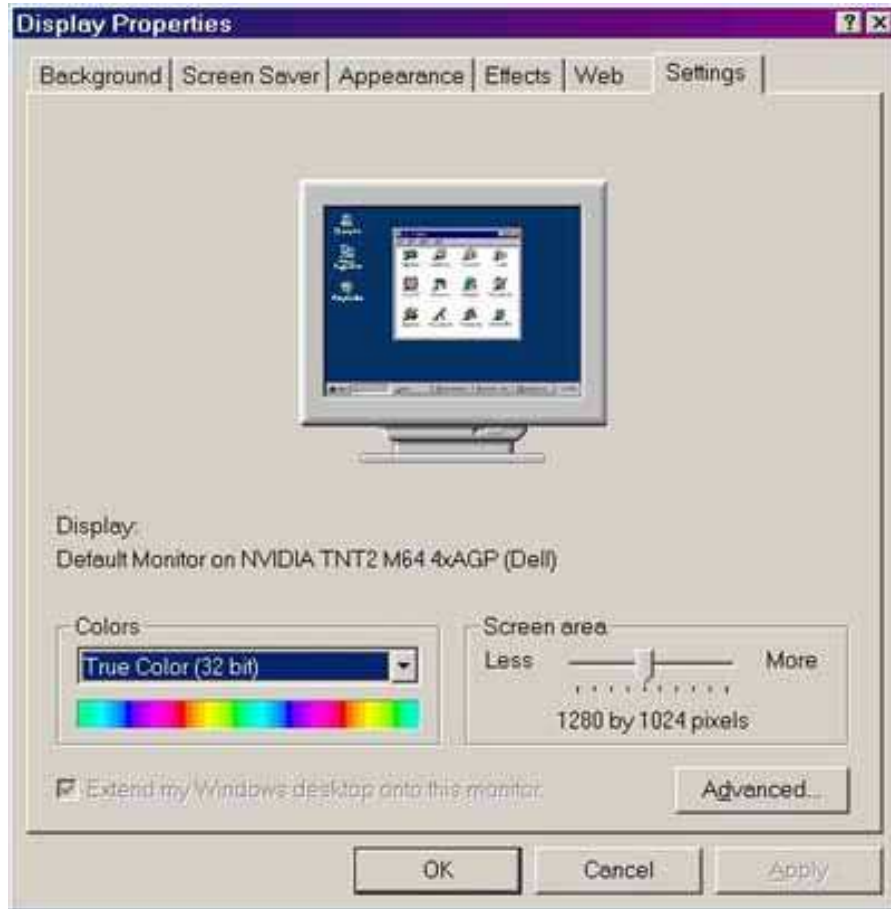 Display Properties
Background Screen Saver Appearance Effects Web Settings
Display:
Default Monitor on NVIDIA TNT2 M64 4xAGP (Dell)
Colors
True Color (32 bit)
Screen area
Less More
1280 by 1024 pixels
Extend my Windows desktop onto this monitor.
Advanced...
OK Cancel Apply